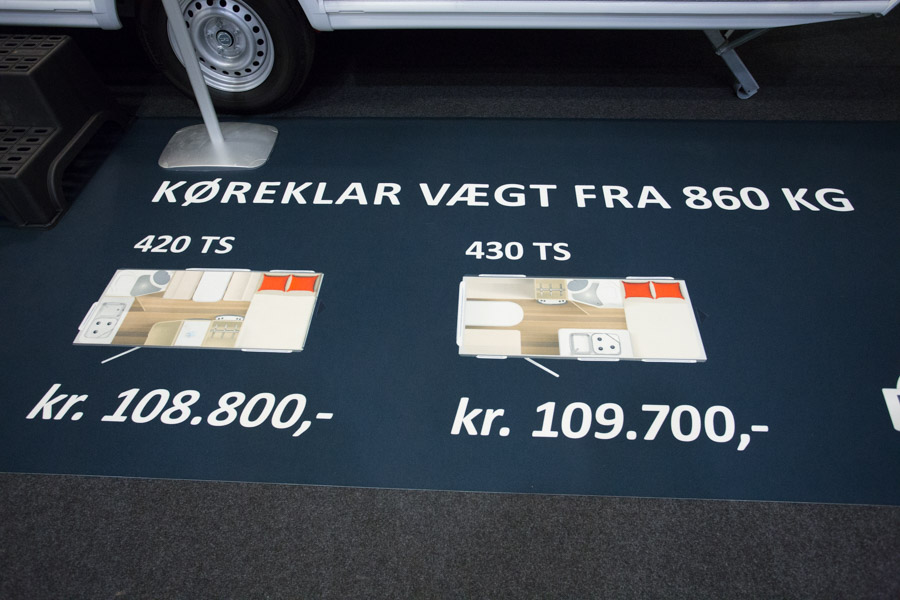 KØREKLAR VÆGT FRA 860 KG
420 TS
430 TS
kr. 108.800,-
kr. 109.700,-